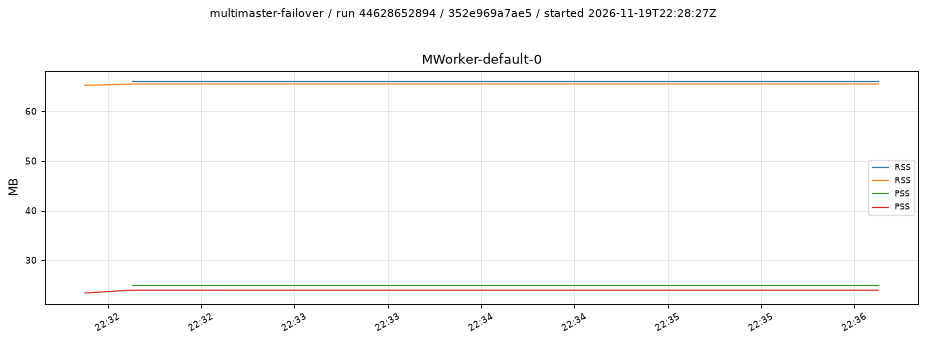 multimaster-failover / run 44628652894 / 352e969a7ae5 / started 2026-11-19T22:28:27Z
MWorker-default-0
MB
60
50
40
30
RSS
RSS
PSS
PSS
22:32
22:32
22:33
22:33
22:34
22:34
22:35
22:35
22:36